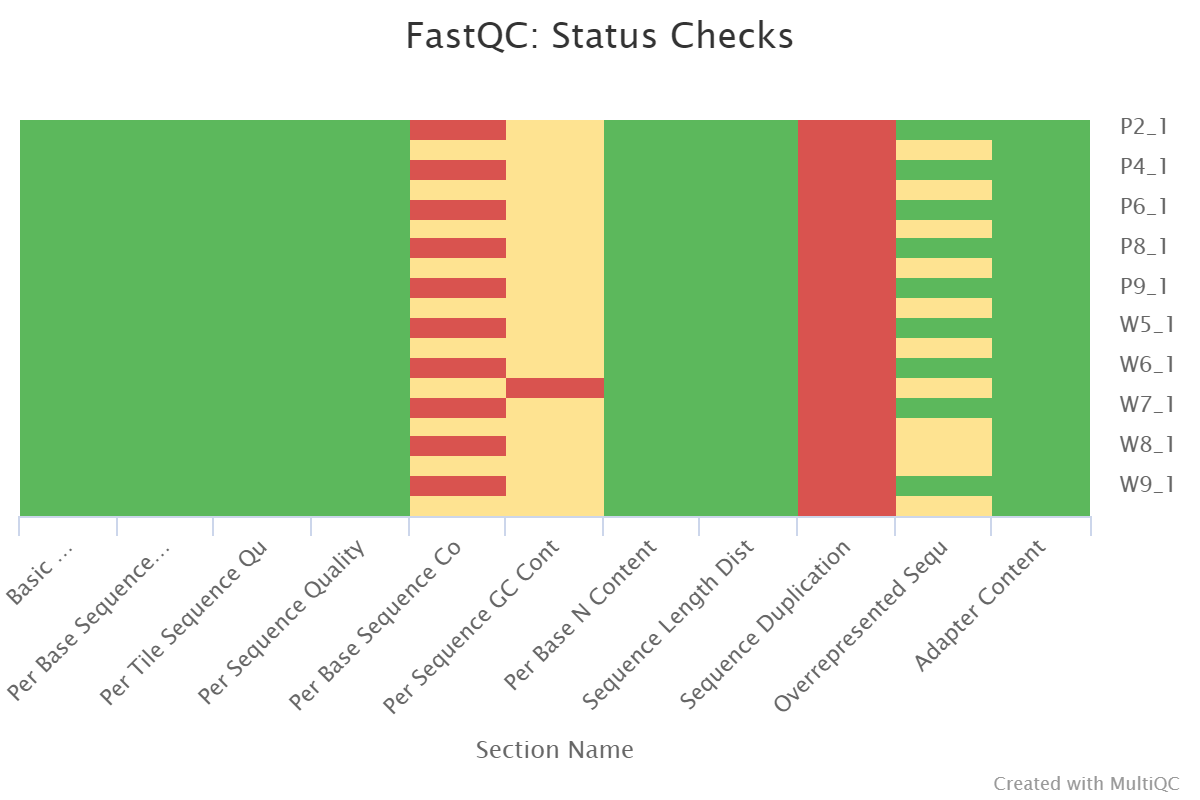 FastQC: Status Checks
P2_1
P4_1
P6_1
P8_1
P9_1
W5_1
W6_1
W7_1
W8_1
W9_1
Basic ...
Per Base Sequence...
Per Tile Sequence Qu
Per Sequence Quality
Per Base Sequence Co
Per Sequence GC Cont
Per Base N Content
Sequence Length Dist
Sequence Duplication
Overrepresented Sequ
Adapter Content
Section Name
Created with MultiQC